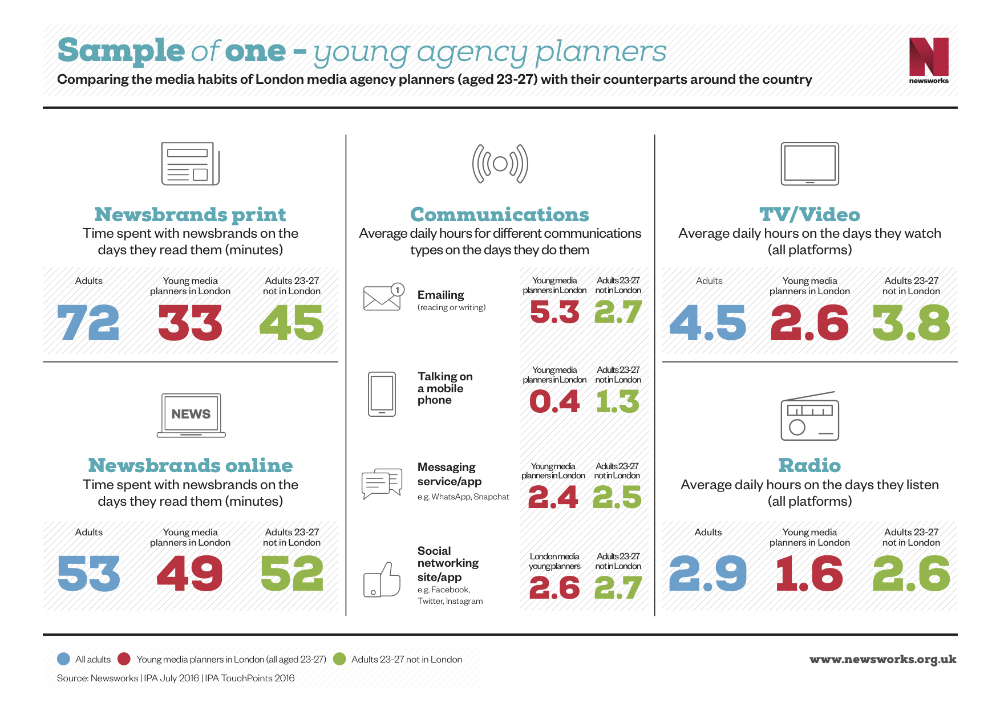 Sample of one – young agency planners
Comparing the media habits of London media agency planners (aged 23-27) with their counterparts around the country
N
newsworks
Newsbrands print
Time spent with newsbrands on the
days they read them (minutes)
Adults
Young media
planners in London
Adults 23-27
not in London
72
33
45
NEWS
Newsbrands online
Time spent with newsbrands on the
days they read them (minutes)
Adults
Young media
planners in London
Adults 23-27
not in London
53
49
52
Communications
Average daily hours for different communications
types on the days they do them
1
Emailing
(reading or writing)
Young media
planners in London
Adults 23-27
not in London
5.3
2.7
Talking on
a mobile
phone
Young media
planners in London
Adults 23-27
not in London
0.4
1.3
Messaging
service/app
e.g. WhatsApp, Snapchat
Young media
planners in London
Adults 23-27
not in London
2.4
2.5
Social
networking
site/app
e.g. Facebook,
Twitter, Instagram
London media
young planners
Adults 23-27
not in London
2.6
2.7
TV/Video
Average daily hours on the days they watch
(all platforms)
Adults
Young media
planners in London
Adults 23-27
not in London
4.5
2.6
3.8
Radio
Average daily hours on the days they listen
(all platforms)
Adults
Young media
planners in London
Adults 23-27
not in London
2.9
1.6
2.6
All adults
Young media planners in London (all aged 23-27)
Adults 23-27 not in London
Source: Newsworks | IPA July 2016 | IPA TouchPoints 2016
www.newsworks.org.uk